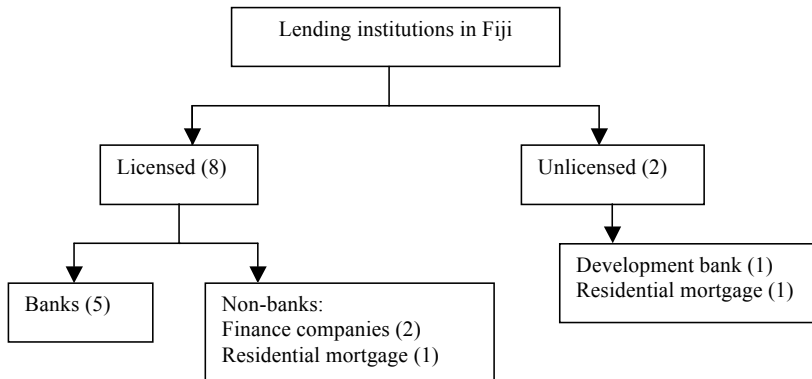 Lending institutions in Fiji
Licensed (8)
Unlicensed (2)
Banks (5)
Non-banks:
Finance companies (2)
Residential mortgage (1)
Development bank (1)
Residential mortgage (1)